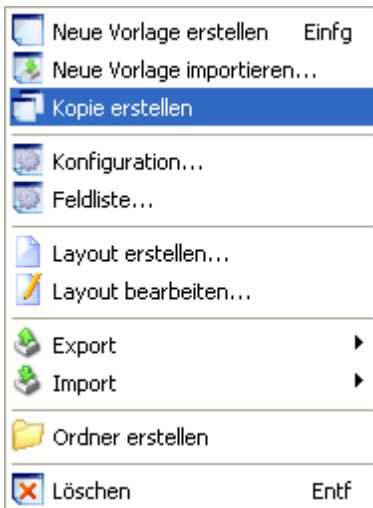 Neue Vorlage erstellen Einfg
Neue Vorlage importieren...
Kopie erstellen
Konfiguration...
Feldliste...
Layout erstellen...
Layout bearbeiten...
Export
Import
Ordner erstellen
Löschen Entf